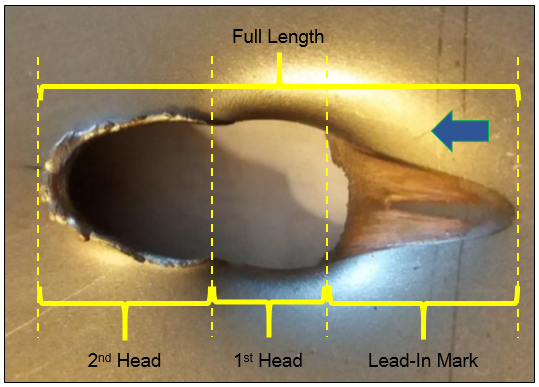 Full Length
2nd Head
1st Head
Lead-In Mark